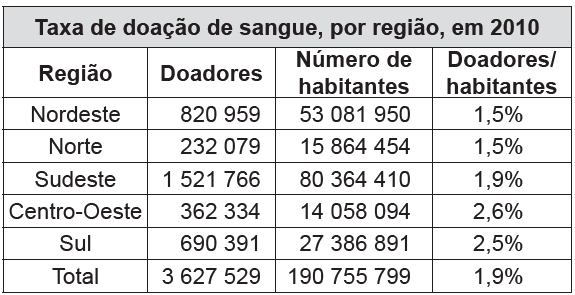 Taxa de doação de sangue, por região, em 2010
Região Doadores Número de habitantes Doadores/ habitantes
Nordeste 820 959 53 081 950 1,5%
Norte 232 079 15 864 454 1,5%
Sudeste 1 521 766 80 364 410 1,9%
Centro-Oeste 362 334 14 058 094 2,6%
Sul 690 391 27 386 891 2,5%
Total 3 627 529 190 755 799 1,9%